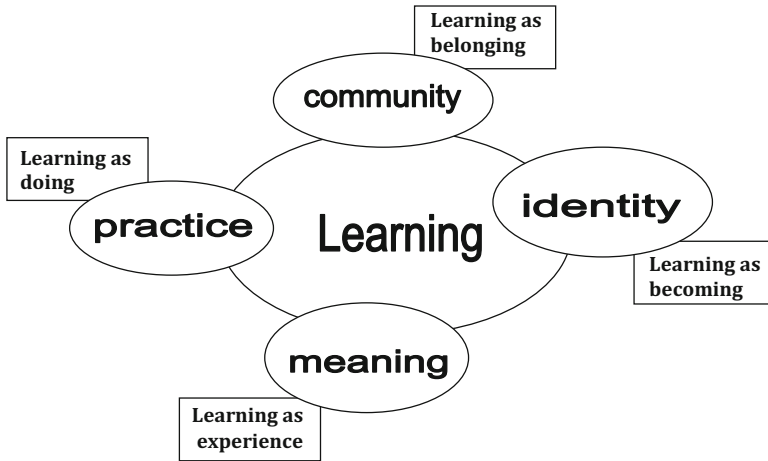 Learning as
belonging
community
Learning as
doing
practice
identity
Learning
Learning as
becoming
meaning
Learning as
experience